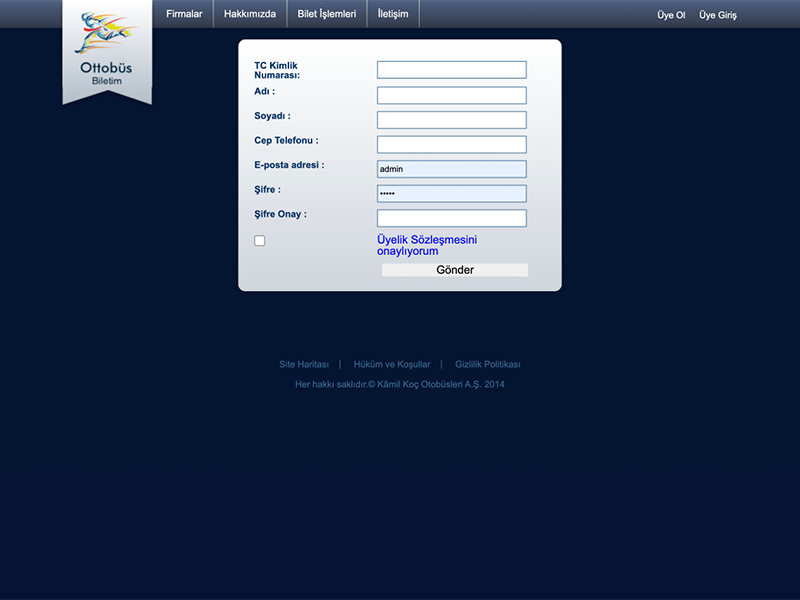 Firmalar
Hakkımızda
Bilet İşlemleri
İletişim
Üye Ol
Üye Giriş
Ottobüs
Biletim
TC Kimlik
Numarası:
Adı :
Soyadı :
Cep Telefonu :
E-posta adresi :
admin
Şifre :
•••••
Şifre Onay :
Üyelik Sözleşmesini
onaylıyorum
Gönder
Site Haritası | Hüküm ve Koşullar | Gizlilik Politikası
Her hakkı saklıdır.© Kâmil Koç Otobüsleri A.Ş. 2014